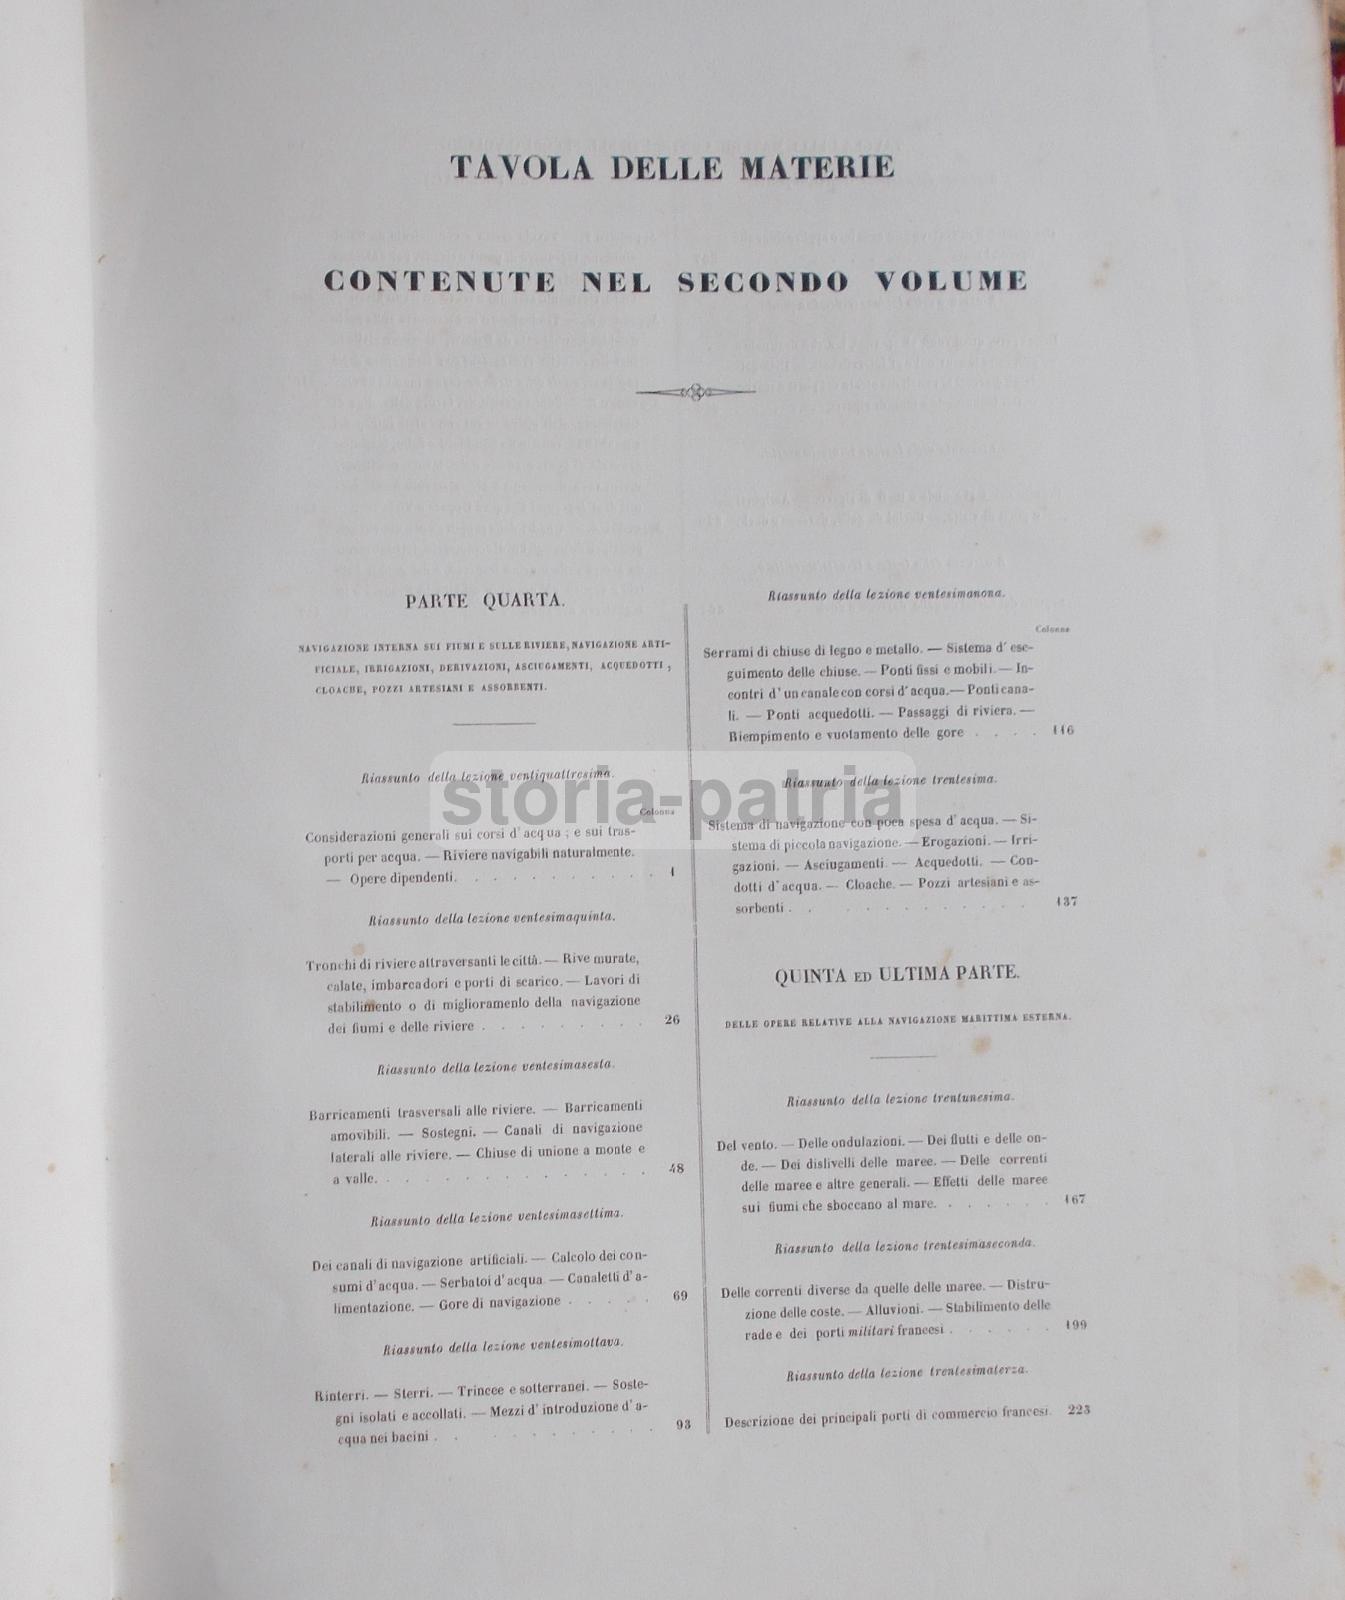 TAVOLA DELLE MATERIE
CONTENUTE NEL SECONDO VOLUME
PARTE QUARTA.
NAVIGAZIONE INTERNA SUI FIUMI E SULLE RIVIERE, NAVIGAZIONE ARTI-
FICIALE, IRRIGAZIONI, DERIVAZIONI, ASCIUGAMENTI, ACQUEDOTTI,
CLOACHE, POZZI ARTESIANI E ASSORBENTI.
Riassunto della lezione ventiquattresima.
Colonna
Considerazioni generali sui corsi d'acqua; e sui tras-
porti per acqua. — Riviere navigabili naturalmente.
— Opere dipendenti. . . . . . . . . . . 1
Riassunto della lezione ventesimaquinta.
Tronchi di riviere attraversanti le città. — Rive murate,
calate, imbarcadori e porti di scarico. — Lavori di
stabilimento o di miglioramento della navigazione
dei fiumi e delle riviere . . . . . . . . . 26
Riassunto della lezione ventesimasesta.
Barricamenti trasversali alle riviere. — Barricamenti
amovibili. — Sostegni. — Canali di navigazione
laterali alle riviere. — Chiuse di unione a monte e
a valle. . . . . . . . . . . . . . 48
Riassunto della lezione ventesimasettima.
Dei canali di navigazione artificiali. — Calcolo dei con-
sumi d'acqua. — Serbatoi d'acqua — Canaletti d'a-
limentazione. — Gore di navigazione . . . . . 69
Riassunto della lezione ventesimottava.
Rinterri. — Sterri. — Trincee e sotterranei. — Soste-
gni isolati e accollati. — Mezzi d'introduzione d'a-
cqua nei bacini . . . . . . . . . . . 93
Riassunto della lezione ventesimanona.
Colonna
Serrami di chiuse di legno e metallo. — Sistema d'ese-
guimento delle chiuse. — Ponti fissi e mobili. — In-
contri d'un canale con corsi d'acqua. — Ponti cana-
li. — Ponti acquedotti. — Passaggi di riviera. —
Riempimento e vuotamento delle gore . . . . 116
Riassunto della lezione trentesima.
Sistema di navigazione con poca spesa d'acqua. — Si-
stema di piccola navigazione. — Erogazioni. — Irri-
gazioni. — Asciugamenti. — Acquedotti. — Con-
dotti d'acqua. — Cloache. — Pozzi artesiani e as-
sorbenti . . . . . . . . . . . . 137
QUINTA ED ULTIMA PARTE.
DELLE OPERE RELATIVE ALLA NAVIGAZIONE MARITTIMA ESTERNA.
Riassunto della lezione trentunesima.
Del vento. — Delle ondulazioni. — Dei flutti e delle on-
de. — Dei dislivelli delle maree. — Delle correnti
delle maree e altre generali. — Effetti delle maree
sui fiumi che sboccano al mare. . . . . . . 167
Riassunto della lezione trentesimaseconda.
Delle correnti diverse da quelle delle maree. — Distru-
zione delle coste. — Alluvioni. — Stabilimento delle
rade e dei porti militari francesi . . . . . . 199
Riassunto della lezione trentesimaterza.
Descrizione dei principali porti di commercio francesi. 223
storia-patria